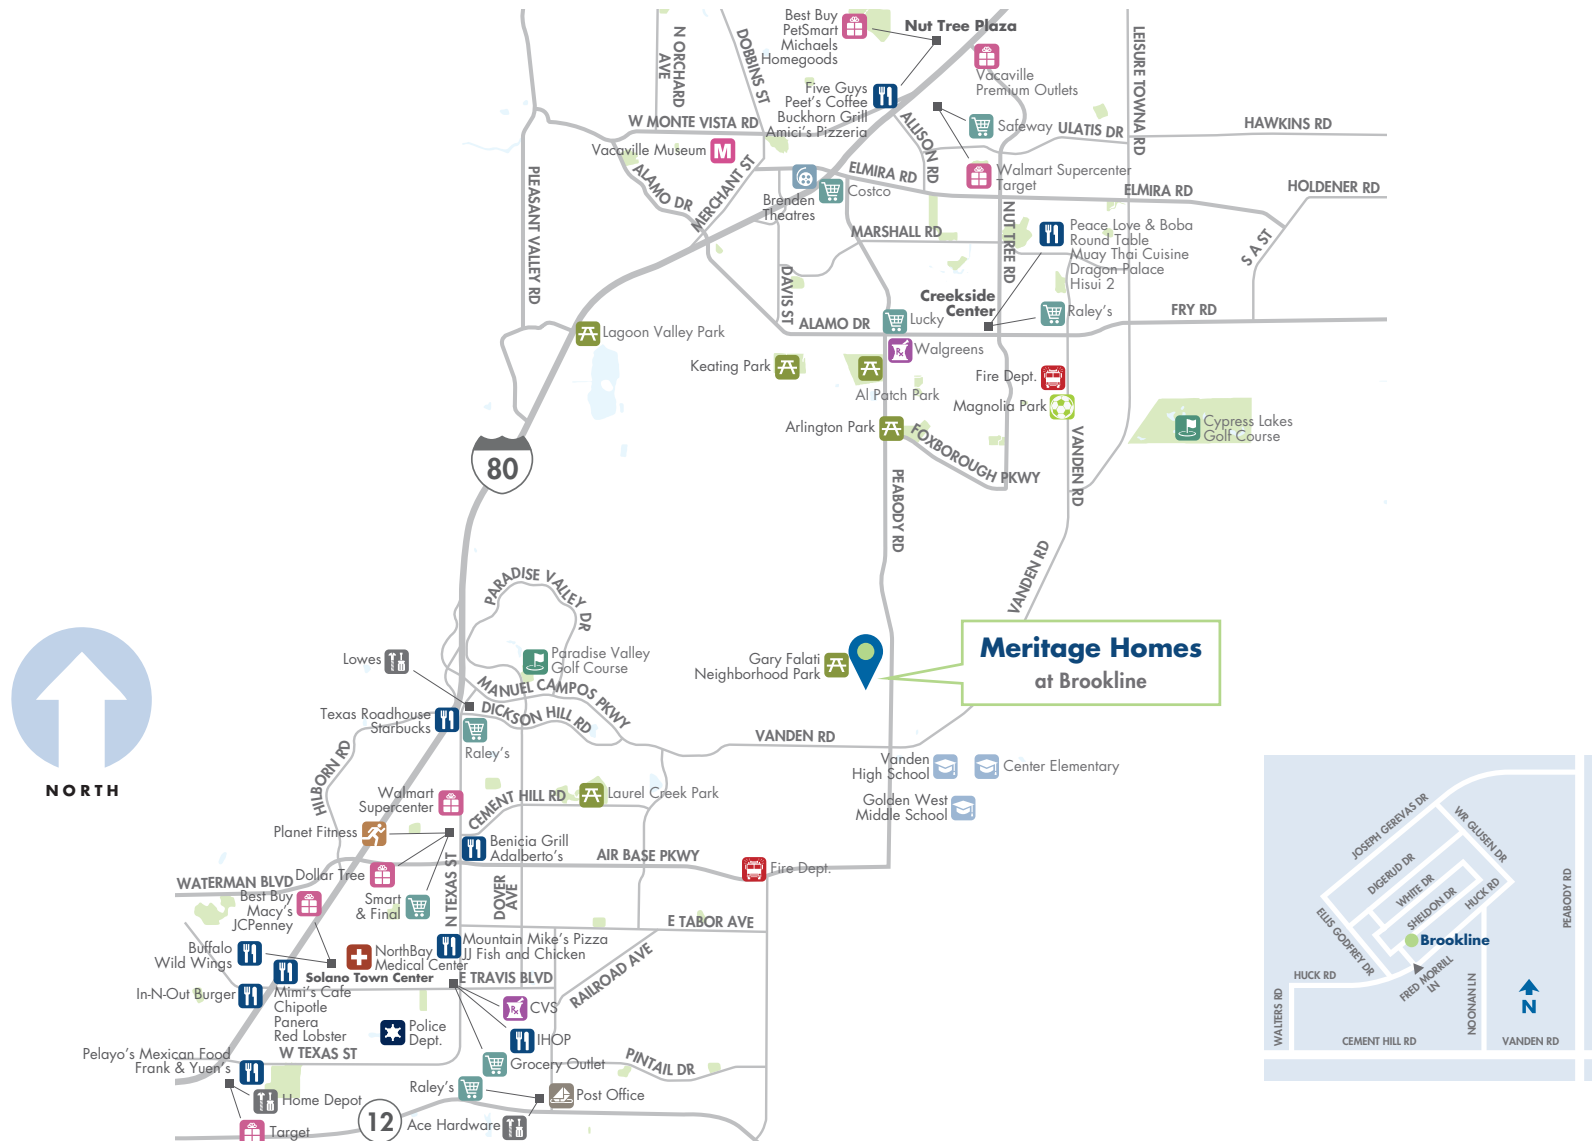 Best Buy
PetSmart
Michaels
Homegoods
Nut Tree Plaza
N ORCHARD
AVE
DOBBINS ST
LEISURE TOWNA RD
Vacaville
Premium Outlets
Five Guys
Peet's Coffee
Buckhorn Grill
Amici's Pizzeria
W MONTE VISTA RD
ALLISON RD
Safeway
ULATIS DR
HAWKINS RD
Vacaville Museum
M
MERCHANT ST
ALAMO DR
PLEASANT VALLEY RD
ELMIRA RD
Walmart Supercenter
Target
ELMIRA RD
HOLDENER RD
Brenden
Theatres
Costco
MARSHALL RD
NUT TREE RD
Peace Love & Boba
Round Table
Muay Thai Cuisine
Dragon Palace
Hisui 2
S A ST
DAVIS ST
Creekside
Center
Raley's
FRY RD
Lagoon Valley Park
ALAMO DR
Lucky
Rx
Walgreens
Keating Park
Al Patch Park
Fire Dept.
Magnolia Park
Arlington Park
FOXBOROUGH PKWY
VANDEN RD
Cypress Lakes
Golf Course
80
PEABODY RD
VANDEN RD
PARADISE VALLEY DR
Lowes
Paradise Valley
Golf Course
Gary Falati
Neighborhood Park
Meritage Homes
at Brookline
MANUEL CAMPOS PKWY
DICKSON HILL RD
Texas Roadhouse
Starbucks
Raley's
VANDEN RD
Vanden
High School
Center Elementary
Golden West
Middle School
NORTH
HILBORN RD
Walmart
Supercenter
CEMENT HILL RD
Laurel Creek Park
Planet Fitness
Benicia Grill
Adalberto's
AIR BASE PKWY
Fire Dept.
WATERMAN BLVD
Dollar Tree
Best Buy
Macy's
JCPenney
Smart
& Final
N TEXAS ST
DOVER
AVE
E TABOR AVE
Buffalo
Wild Wings
NorthBay
Medical Center
Mountain Mike's Pizza
JJ Fish and Chicken
Solano Town Center
E TRAVIS BLVD
RAILROAD AVE
In-N-Out Burger
Mimi's Cafe
Chipotle
Panera
Red Lobster
Rx
CVS
Police
Dept.
IHOP
W TEXAS ST
Grocery Outlet
PINTAIL DR
Pelayo's Mexican Food
Frank & Yuen's
Home Depot
Raley's
Post Office
Target
12
Ace Hardware
JOSEPH GEREVAS DR
WR GLUSEN DR
DIGERUD DR
WHITE DR
SHELDON DR
HUCK RD
PEABODY RD
ELLIS GODFREY DR
Brookline
HUCK RD
FRED MORRILL
LN
NOONAN LN
N
WALTERS RD
CEMENT HILL RD
VANDEN RD